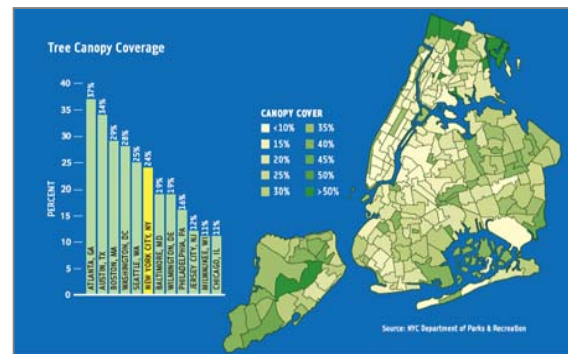 Tree Canopy Coverage
PERCENT
40
35
30
25
20
15
10
5
0
37%
34%
29%
28%
25%
24%
19%
19%
16%
12%
11%
11%
ATLANTA, GA
AUSTIN, TX
BOSTON, MA
WASHINGTON, DC
SEATTLE, WA
NEW YORK CITY, NY
BALTIMORE, MD
WILMINGTON, DE
PHILADELPHIA, PA
JERSEY CITY, NJ
MILWAUKEE, WI
CHICAGO, IL
CANOPY COVER
<10% 35%
15% 40%
20% 45%
25% 50%
30% >50%
Source: NYC Department of Parks & Recreation